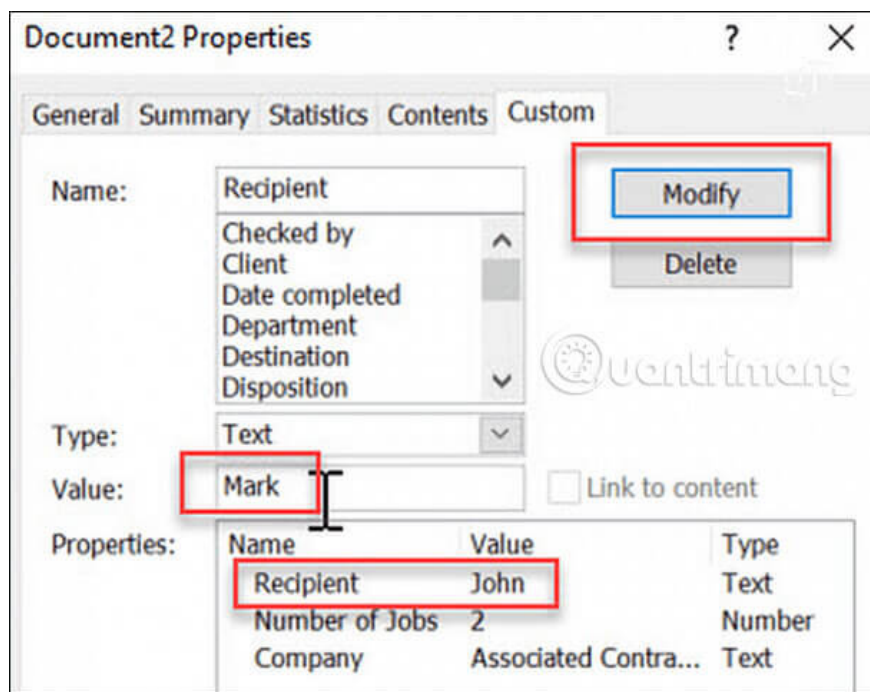 Document2 Properties ?
General Summary Statistics Contents Custom
Name: Recipient Modify
Checked by
Client
Date completed
Department
Destination
Disposition
Delete
Quantrimang
Type: Text
Value: Mark Link to content
Properties: Name Value Type
Recipient John Text
Number of Jobs 2 Number
Company Associated Contra... Text